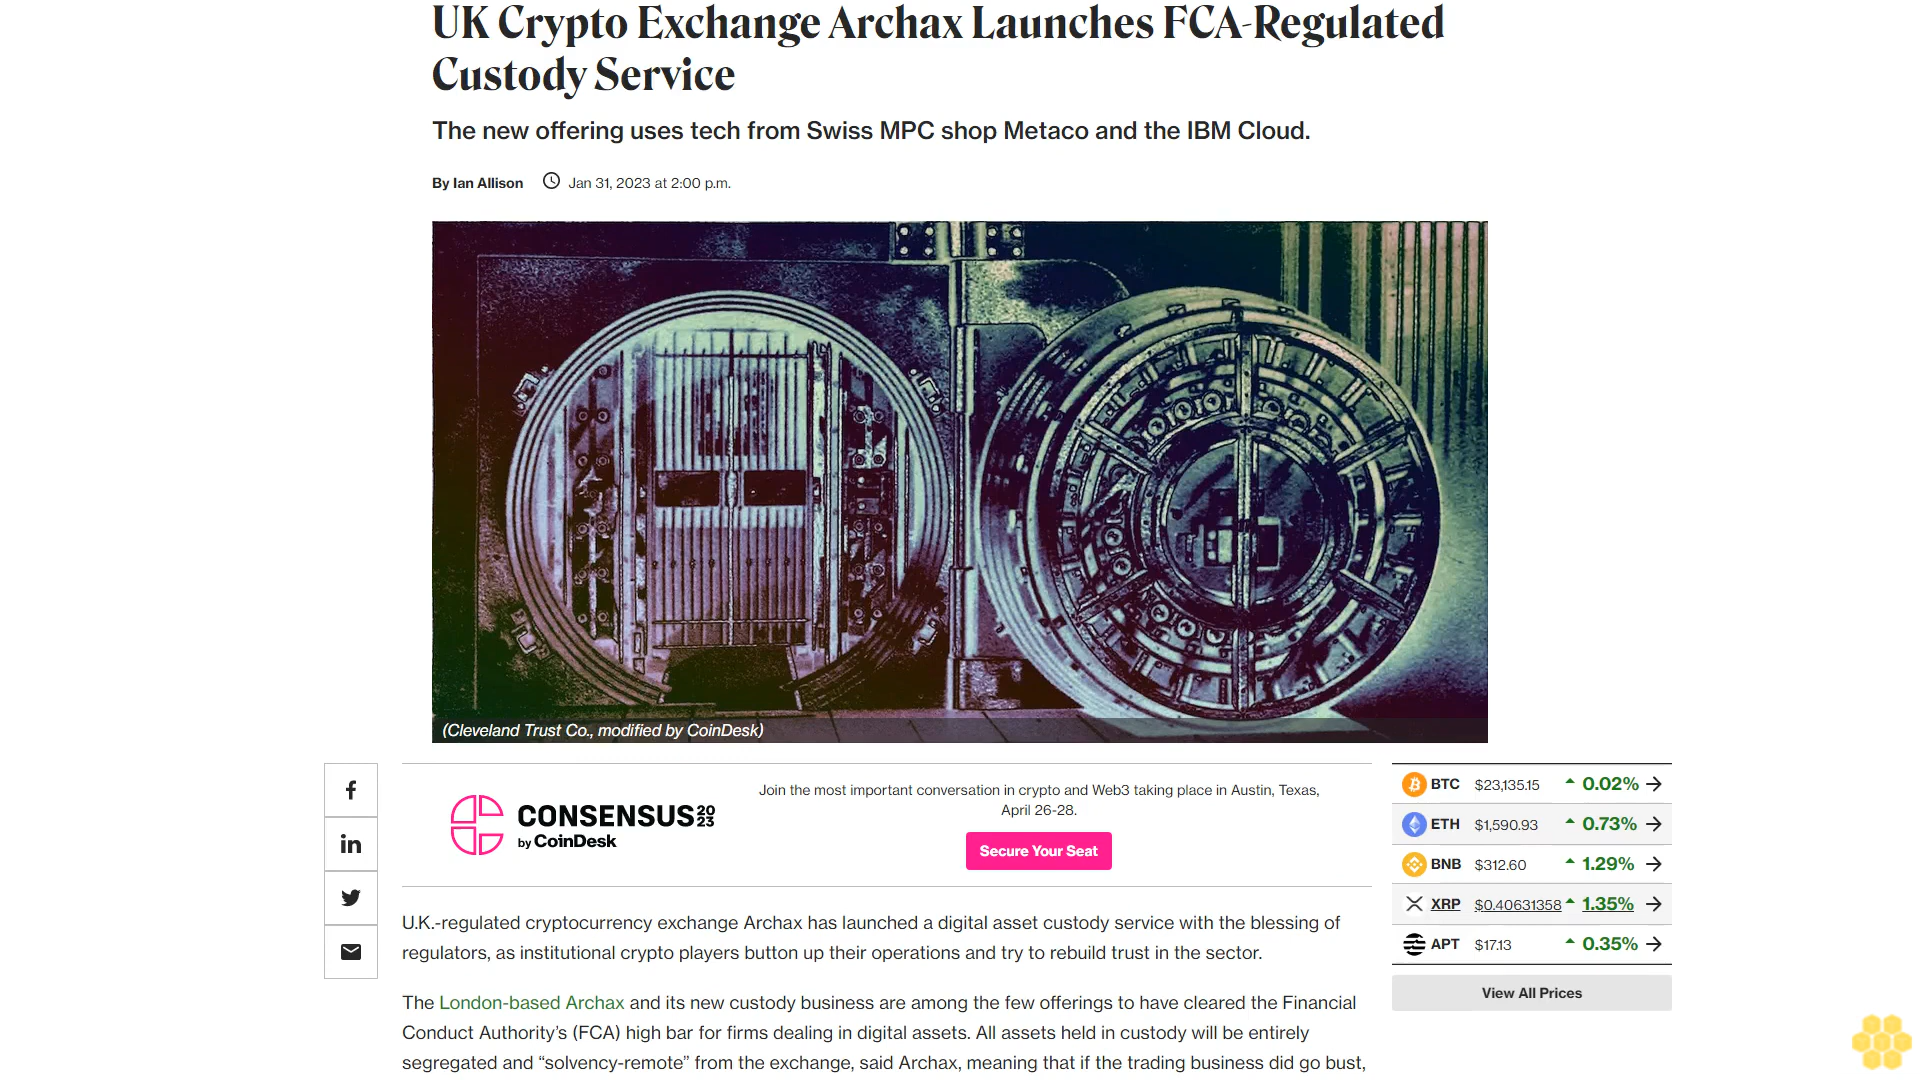 UK Crypto Exchange Archax Launches FCA-Regulated
Custody Service
The new offering uses tech from Swiss MPC shop Metaco and the IBM Cloud.
By Ian Allison Jan 31, 2023 at 2:00 p.m.
(Cleveland Trust Co., modified by CoinDesk)
CONSENSUS 2023
by CoinDesk
Join the most important conversation in crypto and Web3 taking place in Austin, Texas,
April 26-28.
Secure Your Seat
BTC $23,135.15 0.02%
ETH $1,590.93 0.73%
BNB $312.60 1.29%
XRP $0.40631358 1.35%
APT $17.13 0.35%
View All Prices
U.K.-regulated cryptocurrency exchange Archax has launched a digital asset custody service with the blessing of
regulators, as institutional crypto players button up their operations and try to rebuild trust in the sector.
The London-based Archax and its new custody business are among the few offerings to have cleared the Financial
Conduct Authority’s (FCA) high bar for firms dealing in digital assets. All assets held in custody will be entirely
segregated and “solvency-remote” from the exchange, said Archax, meaning that if the trading business did go bust,